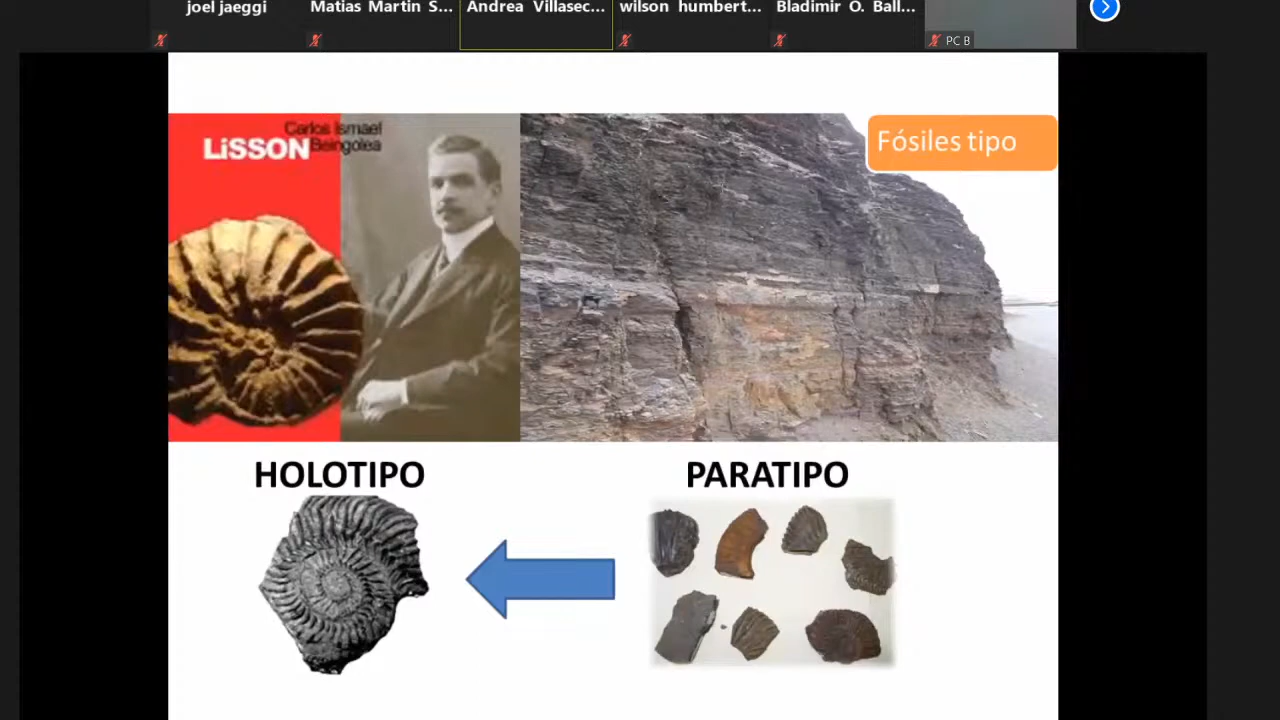 joel jaeggi
Matias Martin S...
Andrea Villasec...
wilson humbert...
Bladimir O. Ball...
PC B
Fósiles tipo
Carlos Ismael
LiSSON Beingolea
HOLOTIPO
PARATIPO